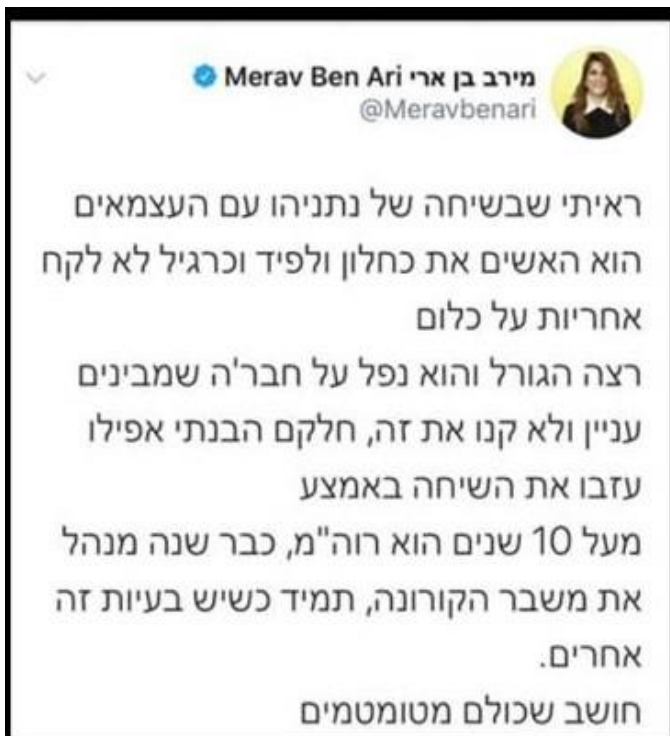 מירב בן ארי Merav Ben Ari
@Meravbenari
ראיתי שבשיחה של נתניהו עם העצמאים
הוא האשים את כחלון ולפיד וכרגיל לא לקח
אחריות על כלום
רצה הגורל והוא נפל על חבר'ה שמבינים
עניין ולא קנו את זה, חלקם הבנתי אפילו
עזבו את השיחה באמצע
מעל 10 שנים הוא רוה"מ, כבר שנה מנהל
את משבר הקורונה, תמיד כשיש בעיות זה
אחרים.
חושב שכולם מטומטמים